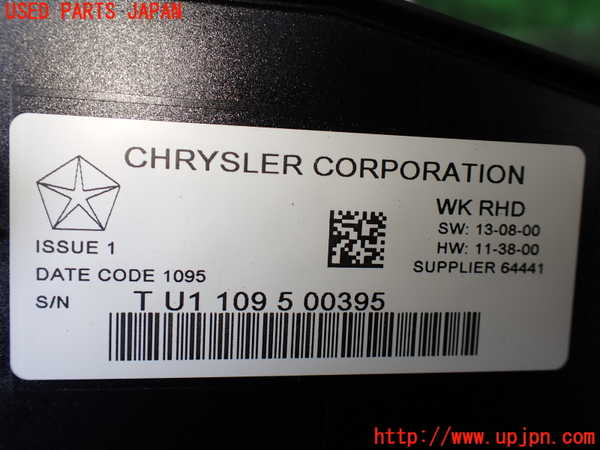 USED PARTS JAPAN
CHRYSLER CORPORATION
WK RHD
SW: 13-08-00
HW: 11-38-00
SUPPLIER 64441
ISSUE 1
DATE CODE 1095
S/N T U1 109 5 00395
http://www.upjpn.com/